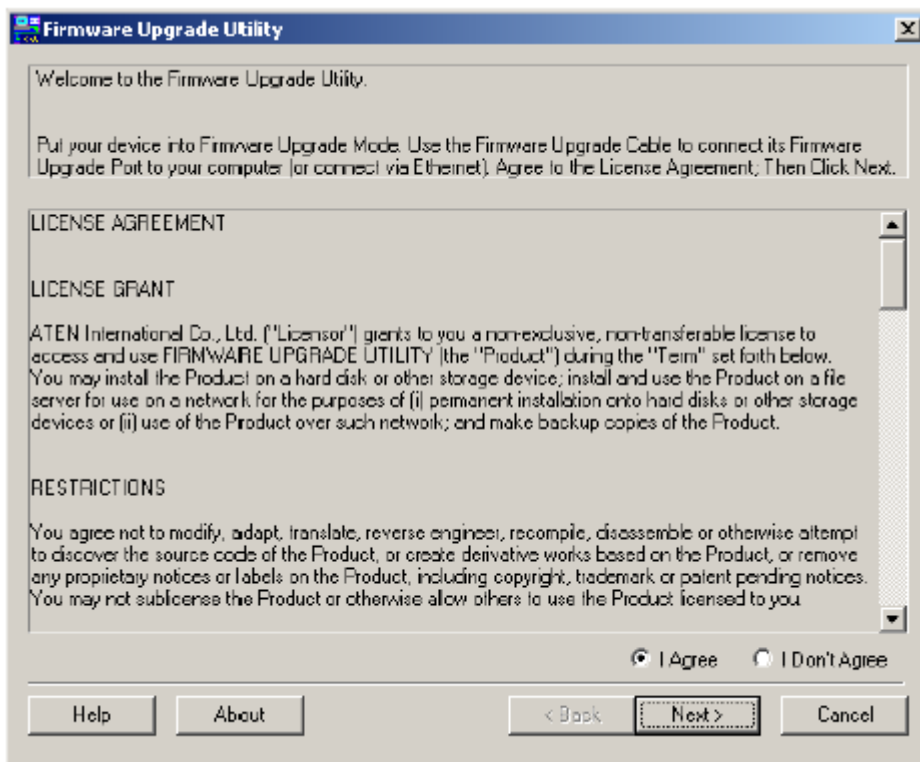 Firmware Upgrade Utility
Welcome to the Firmware Upgrade Utility.
Put your device into Firmware Upgrade Mode. Use the Firmware Upgrade Cable to connect its Firmware
Upgrade Port to your computer (or connect via Ethernet). Agree to the License Agreement; Then Click Next.
LICENSE AGREEMENT
LICENSE GRANT
ATEN International Co., Ltd. ("Licensor") grants to you a non-exclusive, non-transferable license to
access and use FIRMWARE UPGRADE UTILITY (the "Product") during the "Term" set forth below.
You may install the Product on a hard disk or other storage device; install and use the Product on a file
server for use on a network for the purposes of (i) permanent installation onto hard disks or other storage
devices or (ii) use of the Product over such network; and make backup copies of the Product.
RESTRICTIONS
You agree not to modify, adapt, translate, reverse engineer, recompile, disassemble or otherwise attempt
to discover the source code of the Product, or create derivative works based on the Product, or remove
any proprietary notices or labels on the Product, including copyright, trademark or patent pending notices.
You may not sublicense the Product or otherwise allow others to use the Product licensed to you.
I Agree I Don't Agree
Help About < Back Next > Cancel